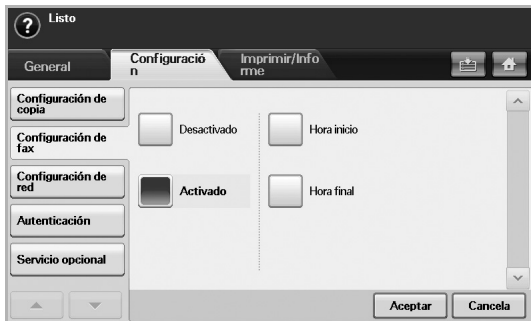 ?
Listo
General
Configuració
n
Imprimir/Info
rme
Configuración de
copia
Configuración de
fax
Configuración de
red
Autenticación
Servicio opcional
Desactivado
Hora inicio
Activado
Hora final
Aceptar
Cancela